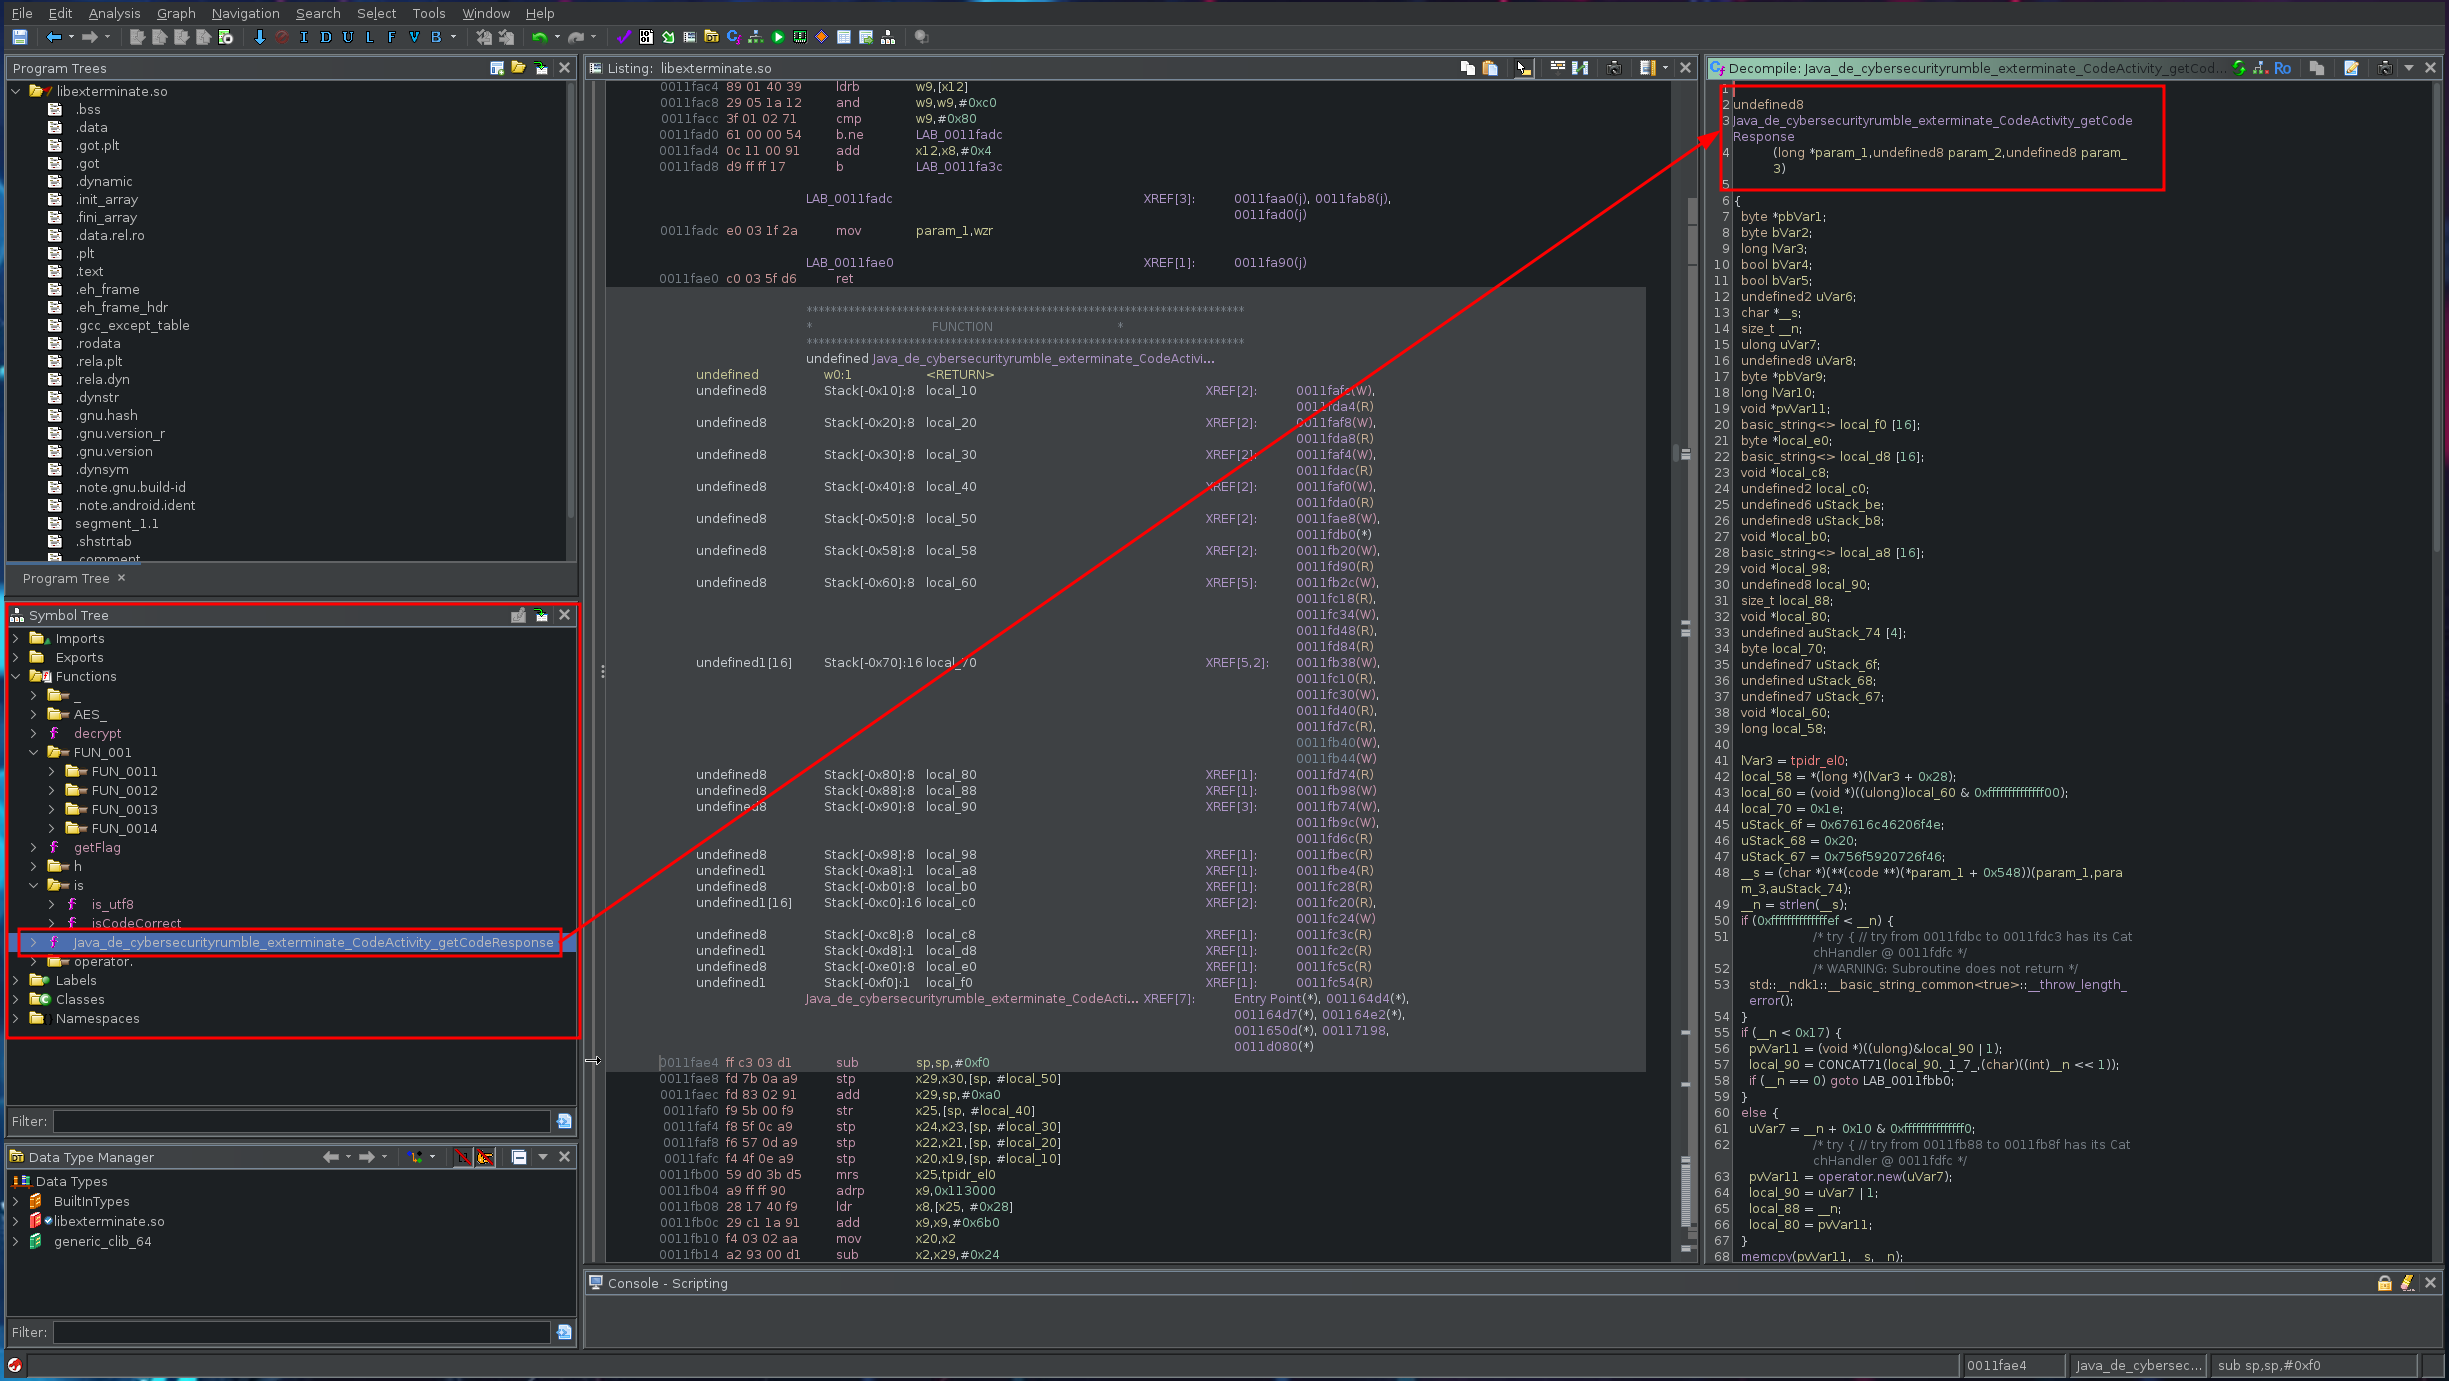 File Edit Analysis Graph Navigation Search Select Tools Window Help
I D U L F V B
Program Trees
libexterminate.so
.bss
.data
.got.plt
.got
.dynamic
.init_array
.fini_array
.data.rel.ro
.plt
.text
.eh_frame
.eh_frame_hdr
.gcc_except_table
.rodata
.rela.plt
.rela.dyn
.dynstr
.gnu.hash
.gnu.version_r
.gnu.version
.dynsym
.note.gnu.build-id
.note.android.ident
segment_1.1
.shstrtab
.comment
Program Tree ×
Symbol Tree
Imports
Exports
Functions
_
AES_
decrypt
FUN_001
FUN_0011
FUN_0012
FUN_0013
FUN_0014
getFlag
h
is
is_utf8
isCodeCorrect
Java_de_cybersecurityrumble_exterminate_CodeActivity_getCodeResponse
operator.
Labels
Classes
Namespaces
Filter:
Data Type Manager
Data Types
BuiltInTypes
libexterminate.so
generic_clib_64
Filter:
Listing: libexterminate.so
0011fac4 89 01 40 39 ldrb w9,[x12]
0011fac8 29 05 1a 12 and w9,w9,#0xc0
0011facc 3f 01 02 71 cmp w9,#0x80
0011fad0 61 00 00 54 b.ne LAB_0011fadc
0011fad4 0c 11 00 91 add x12,x8,#0x4
0011fad8 d9 ff ff 17 b LAB_0011fa3c
LAB_0011fadc XREF[3]: 0011faa0(j), 0011fab8(j),
0011fad0(j)
0011fadc e0 03 1f 2a mov param_1,wzr
LAB_0011fae0 XREF[1]: 0011fa90(j)
0011fae0 c0 03 5f d6 ret
* FUNCTION *
undefined Java_de_cybersecurityrumble_exterminate_CodeActivi...
undefined w0:1 <RETURN>
undefined8 Stack[-0x10]:8 local_10 XREF[2]: 0011fafc(W),
0011fda4(R)
undefined8 Stack[-0x20]:8 local_20 XREF[2]: 0011faf8(W),
0011fda8(R)
undefined8 Stack[-0x30]:8 local_30 XREF[2]: 0011faf4(W),
0011fdac(R)
undefined8 Stack[-0x40]:8 local_40 XREF[2]: 0011faf0(W),
0011fda0(R)
undefined8 Stack[-0x50]:8 local_50 XREF[2]: 0011fae8(W),
0011fdb0(*)
undefined8 Stack[-0x58]:8 local_58 XREF[2]: 0011fb20(W),
0011fd90(R)
undefined8 Stack[-0x60]:8 local_60 XREF[5]: 0011fb2c(W),
0011fc18(R),
0011fc34(W),
0011fd48(R),
0011fd84(R)
undefined1[16] Stack[-0x70]:16 local_70 XREF[5,2]: 0011fb38(W),
0011fc10(R),
0011fc30(W),
0011fd40(R),
0011fd7c(R),
0011fb40(W),
0011fb44(W)
undefined8 Stack[-0x80]:8 local_80 XREF[1]: 0011fd74(R)
undefined8 Stack[-0x88]:8 local_88 XREF[1]: 0011fb98(W)
undefined8 Stack[-0x90]:8 local_90 XREF[3]: 0011fb74(W),
0011fb9c(W),
0011fd6c(R)
undefined8 Stack[-0x98]:8 local_98 XREF[1]: 0011fbec(R)
undefined1 Stack[-0xa8]:1 local_a8 XREF[1]: 0011fbe4(R)
undefined8 Stack[-0xb0]:8 local_b0 XREF[1]: 0011fc28(R)
undefined1[16] Stack[-0xc0]:16 local_c0 XREF[2]: 0011fc20(R),
0011fc24(W)
undefined8 Stack[-0xc8]:8 local_c8 XREF[1]: 0011fc3c(R)
undefined1 Stack[-0xd8]:1 local_d8 XREF[1]: 0011fc2c(R)
undefined8 Stack[-0xe0]:8 local_e0 XREF[1]: 0011fc5c(R)
undefined1 Stack[-0xf0]:1 local_f0 XREF[1]: 0011fc54(R)
Java_de_cybersecurityrumble_exterminate_CodeActi... XREF[7]: Entry Point(*), 001164d4(*),
001164d7(*), 001164e2(*),
0011650d(*), 00117198,
0011d080(*)
0011fae4 ff c3 03 d1 sub sp,sp,#0xf0
0011fae8 fd 7b 0a a9 stp x29,x30,[sp, #local_50]
0011faec fd 83 02 91 add x29,sp,#0xa0
0011faf0 f9 5b 00 f9 str x25,[sp, #local_40]
0011faf4 f8 5f 0c a9 stp x24,x23,[sp, #local_30]
0011faf8 f6 57 0d a9 stp x22,x21,[sp, #local_20]
0011fafc f4 4f 0e a9 stp x20,x19,[sp, #local_10]
0011fb00 59 d0 3b d5 mrs x25,tpidr_el0
0011fb04 a9 ff ff 90 adrp x9,0x113000
0011fb08 28 17 40 f9 ldr x8,[x25, #0x28]
0011fb0c 29 c1 1a 91 add x9,x9,#0x6b0
0011fb10 f4 03 02 aa mov x20,x2
0011fb14 a2 93 00 d1 sub x2,x29,#0x24
Console - Scripting
Decompile: Java_de_cybersecurityrumble_exterminate_CodeActivity_getCod...
Ro
1
2 undefined8
3 Java_de_cybersecurityrumble_exterminate_CodeActivity_getCode
Response
4 (long *param_1,undefined8 param_2,undefined8 param_
3)
5
6 {
7 byte *pbVar1;
8 byte bVar2;
9 long lVar3;
10 bool bVar4;
11 bool bVar5;
12 undefined2 uVar6;
13 char *__s;
14 size_t __n;
15 ulong uVar7;
16 undefined8 uVar8;
17 byte *pbVar9;
18 long lVar10;
19 void *pvVar11;
20 basic_string<> local_f0 [16];
21 byte *local_e0;
22 basic_string<> local_d8 [16];
23 void *local_c8;
24 undefined2 local_c0;
25 undefined6 uStack_be;
26 undefined8 uStack_b8;
27 void *local_b0;
28 basic_string<> local_a8 [16];
29 void *local_98;
30 undefined8 local_90;
31 size_t local_88;
32 void *local_80;
33 undefined auStack_74 [4];
34 byte local_70;
35 undefined7 uStack_6f;
36 undefined uStack_68;
37 undefined7 uStack_67;
38 void *local_60;
39 long local_58;
40
41 lVar3 = tpidr_el0;
42 local_58 = *(long *)(lVar3 + 0x28);
43 local_60 = (void *)((ulong)local_60 & 0xffffffffffffff00);
44 local_70 = 0x1e;
45 uStack_6f = 0x67616c46206f4e;
46 uStack_68 = 0x20;
47 uStack_67 = 0x756f5920726f46;
48 __s = (char *)(**(code **)(*param_1 + 0x548))(param_1,para
m_3,auStack_74);
49 __n = strlen(__s);
50 if (0xffffffffffffffef < __n) {
51 /* try { // try from 0011fdbc to 0011fdc3 has its Cat
chHandler @ 0011fdfc */
52 /* WARNING: Subroutine does not return */
53 std::__ndk1::__basic_string_common<true>::__throw_length_
error();
54 }
55 if (__n < 0x17) {
56 pvVar11 = (void *)((ulong)&local_90 | 1);
57 local_90 = CONCAT71(local_90._1_7_,(char)((int)__n << 1));
58 if (__n == 0) goto LAB_0011fbb0;
59 }
60 else {
61 uVar7 = __n + 0x10 & 0xfffffffffffffff0;
62 /* try { // try from 0011fb88 to 0011fb8f has its Cat
chHandler @ 0011fdfc */
63 pvVar11 = operator.new(uVar7);
64 local_90 = uVar7 | 1;
65 local_88 = __n;
66 local_80 = pvVar11;
67 }
68 memcpy(pvVar11,__s,__n);
0011fae4 Java_de_cybersec... sub sp,sp,#0xf0